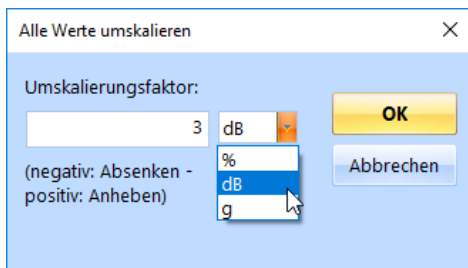 Alle Werte umskalieren
Umskalierungsfaktor:
3 dB
OK
(negativ: Absenken -
positiv: Anheben)
%
dB
g
Abbrechen